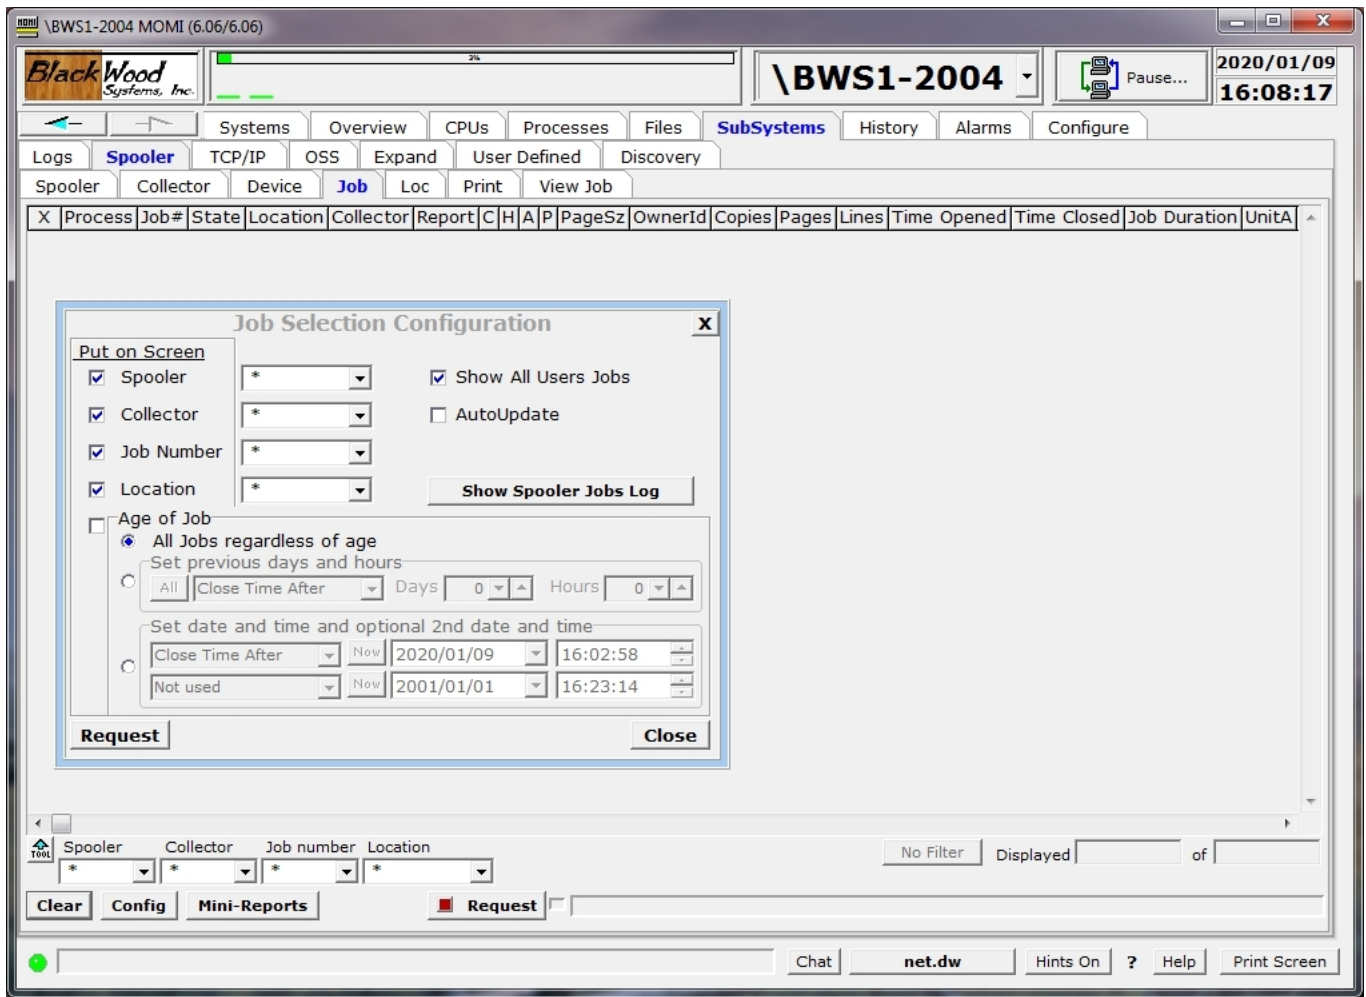 \BWS1-2004 MOMI (6.06/6.06)
BlackWood
Systems, Inc.
3%
\BWS1-2004
Pause...
2020/01/09
16:08:17
Systems Overview CPUs Processes Files SubSystems History Alarms Configure
Logs Spooler TCP/IP OSS Expand User Defined Discovery
Spooler Collector Device Job Loc Print View Job
X Process Job# State Location Collector Report C H A P PageSz OwnerId Copies Pages Lines Time Opened Time Closed Job Duration UnitA
Job Selection Configuration X
Put on Screen
Spooler * Show All Users Jobs
Collector * AutoUpdate
Job Number *
Location * Show Spooler Jobs Log
Age of Job
All Jobs regardless of age
Set previous days and hours
All Close Time After Days 0 Hours 0
Set date and time and optional 2nd date and time
Close Time After Now 2020/01/09 16:02:58
Not used Now 2001/01/01 16:23:14
Request Close
TOOL Spooler Collector Job number Location
* * * *
No Filter Displayed of
Clear Config Mini-Reports Request
Chat net.dw Hints On ? Help Print Screen